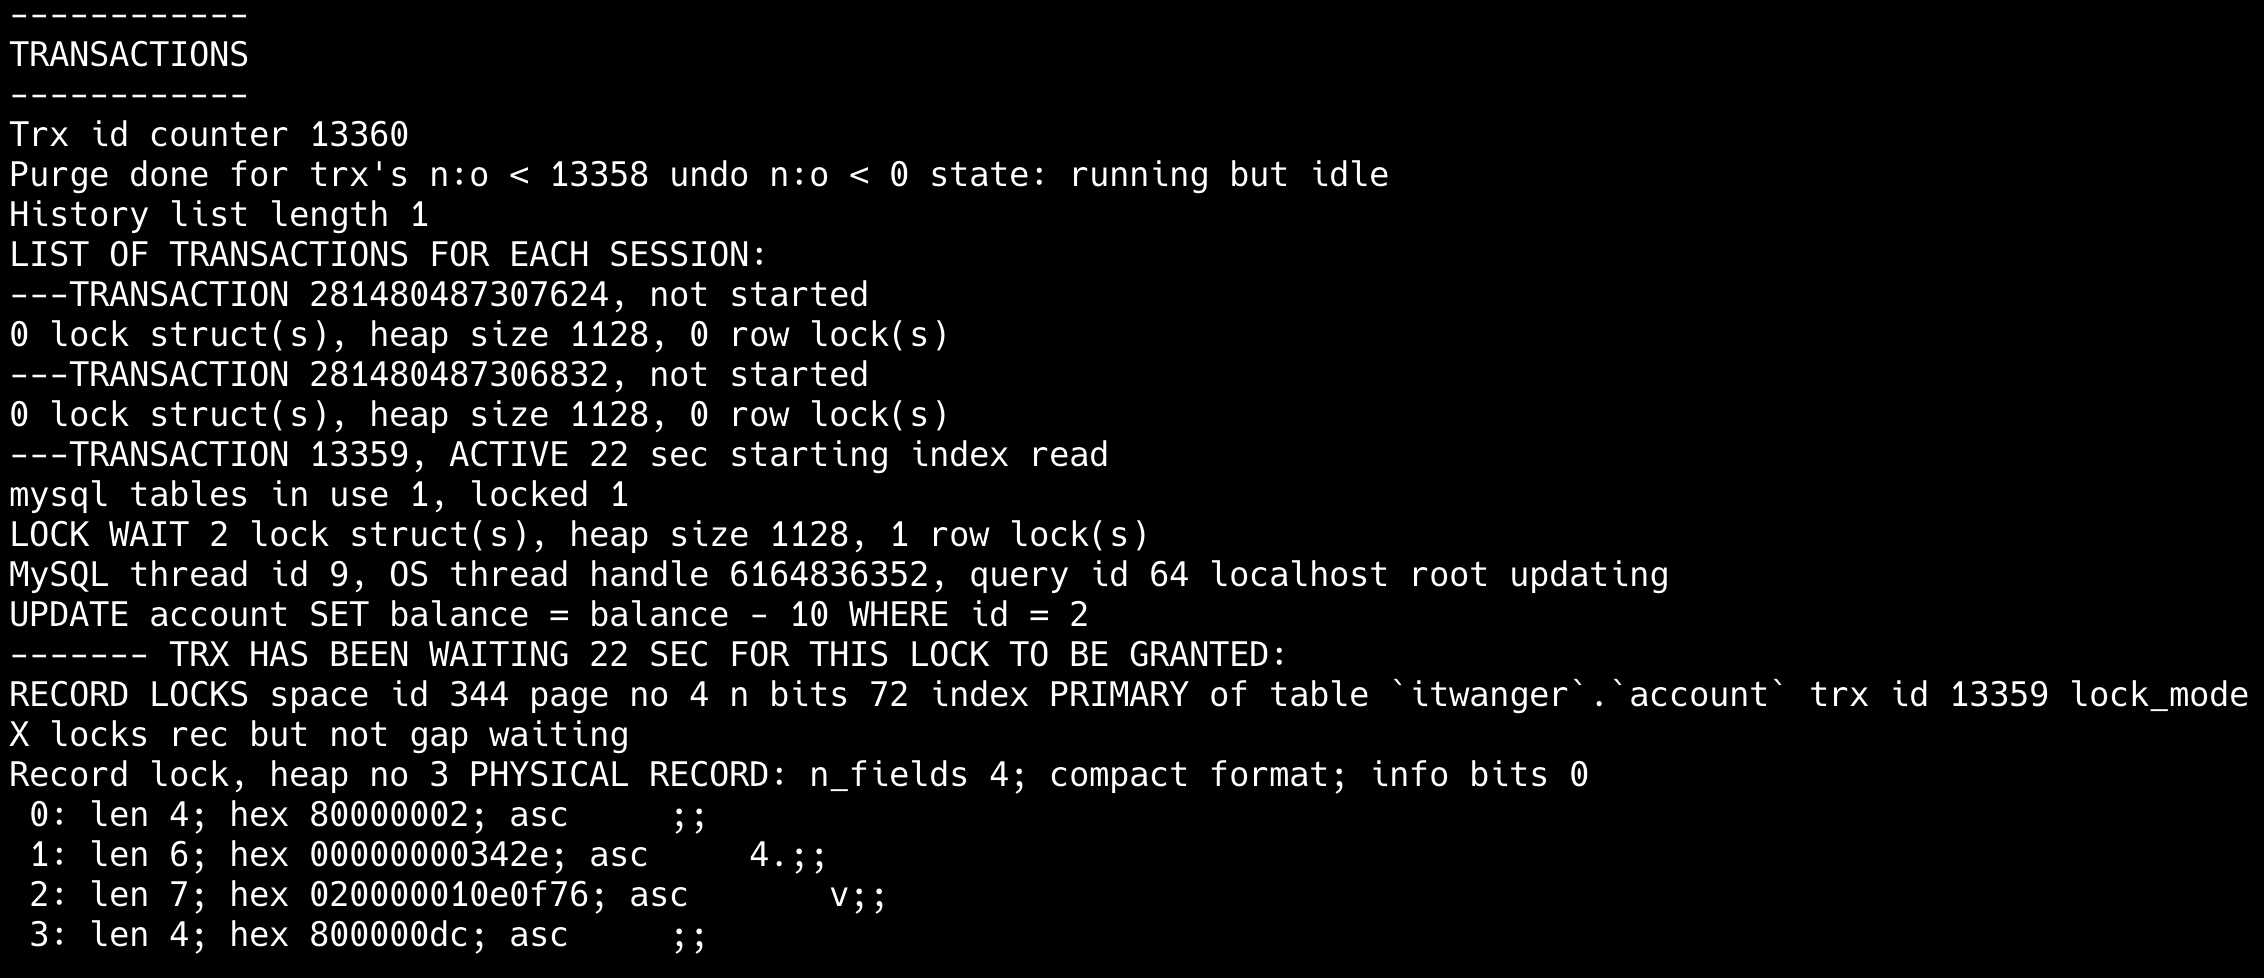 ------------
TRANSACTIONS
------------
Trx id counter 13360
Purge done for trx's n:o < 13358 undo n:o < 0 state: running but idle
History list length 1
LIST OF TRANSACTIONS FOR EACH SESSION:
---TRANSACTION 281480487307624, not started
0 lock struct(s), heap size 1128, 0 row lock(s)
---TRANSACTION 281480487306832, not started
0 lock struct(s), heap size 1128, 0 row lock(s)
---TRANSACTION 13359, ACTIVE 22 sec starting index read
mysql tables in use 1, locked 1
LOCK WAIT 2 lock struct(s), heap size 1128, 1 row lock(s)
MySQL thread id 9, OS thread handle 6164836352, query id 64 localhost root updating
UPDATE account SET balance = balance - 10 WHERE id = 2
------- TRX HAS BEEN WAITING 22 SEC FOR THIS LOCK TO BE GRANTED:
RECORD LOCKS space id 344 page no 4 n bits 72 index PRIMARY of table `itwanger`.`account` trx id 13359 lock_mode
X locks rec but not gap waiting
Record lock, heap no 3 PHYSICAL RECORD: n_fields 4; compact format; info bits 0
 0: len 4; hex 80000002; asc     ;;
 1: len 6; hex 00000000342e; asc     4.;;
 2: len 7; hex 020000010e0f76; asc       v;;
 3: len 4; hex 800000dc; asc     ;;